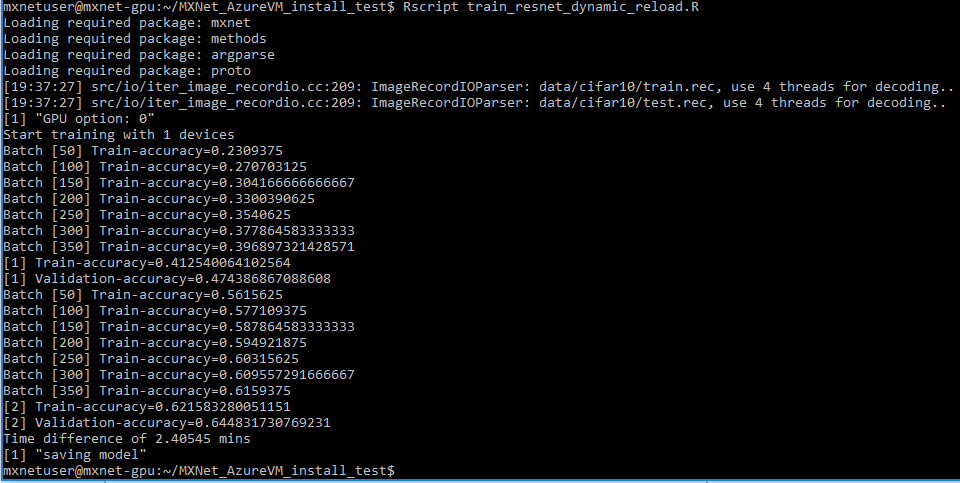 mxnetuser@mxnet-gpu:~/MXNet_AzureVM_install_test$ Rscript train_resnet_dynamic_reload.R
Loading required package: mxnet
Loading required package: methods
Loading required package: argparse
Loading required package: proto
[19:37:27] src/io/iter_image_recordio.cc:209: ImageRecordIOParser: data/cifar10/train.rec, use 4 threads for decoding..
[19:37:27] src/io/iter_image_recordio.cc:209: ImageRecordIOParser: data/cifar10/test.rec, use 4 threads for decoding..
[1] "GPU option: 0"
Start training with 1 devices
Batch [50] Train-accuracy=0.2309375
Batch [100] Train-accuracy=0.270703125
Batch [150] Train-accuracy=0.304166666666667
Batch [200] Train-accuracy=0.3300390625
Batch [250] Train-accuracy=0.3540625
Batch [300] Train-accuracy=0.377864583333333
Batch [350] Train-accuracy=0.396897321428571
[1] Train-accuracy=0.412540064102564
[1] Validation-accuracy=0.474386867088608
Batch [50] Train-accuracy=0.5615625
Batch [100] Train-accuracy=0.577109375
Batch [150] Train-accuracy=0.587864583333333
Batch [200] Train-accuracy=0.594921875
Batch [250] Train-accuracy=0.60315625
Batch [300] Train-accuracy=0.609557291666667
Batch [350] Train-accuracy=0.6159375
[2] Train-accuracy=0.621583280051151
[2] Validation-accuracy=0.644831730769231
Time difference of 2.40545 mins
[1] "saving model"
mxnetuser@mxnet-gpu:~/MXNet_AzureVM_install_test$